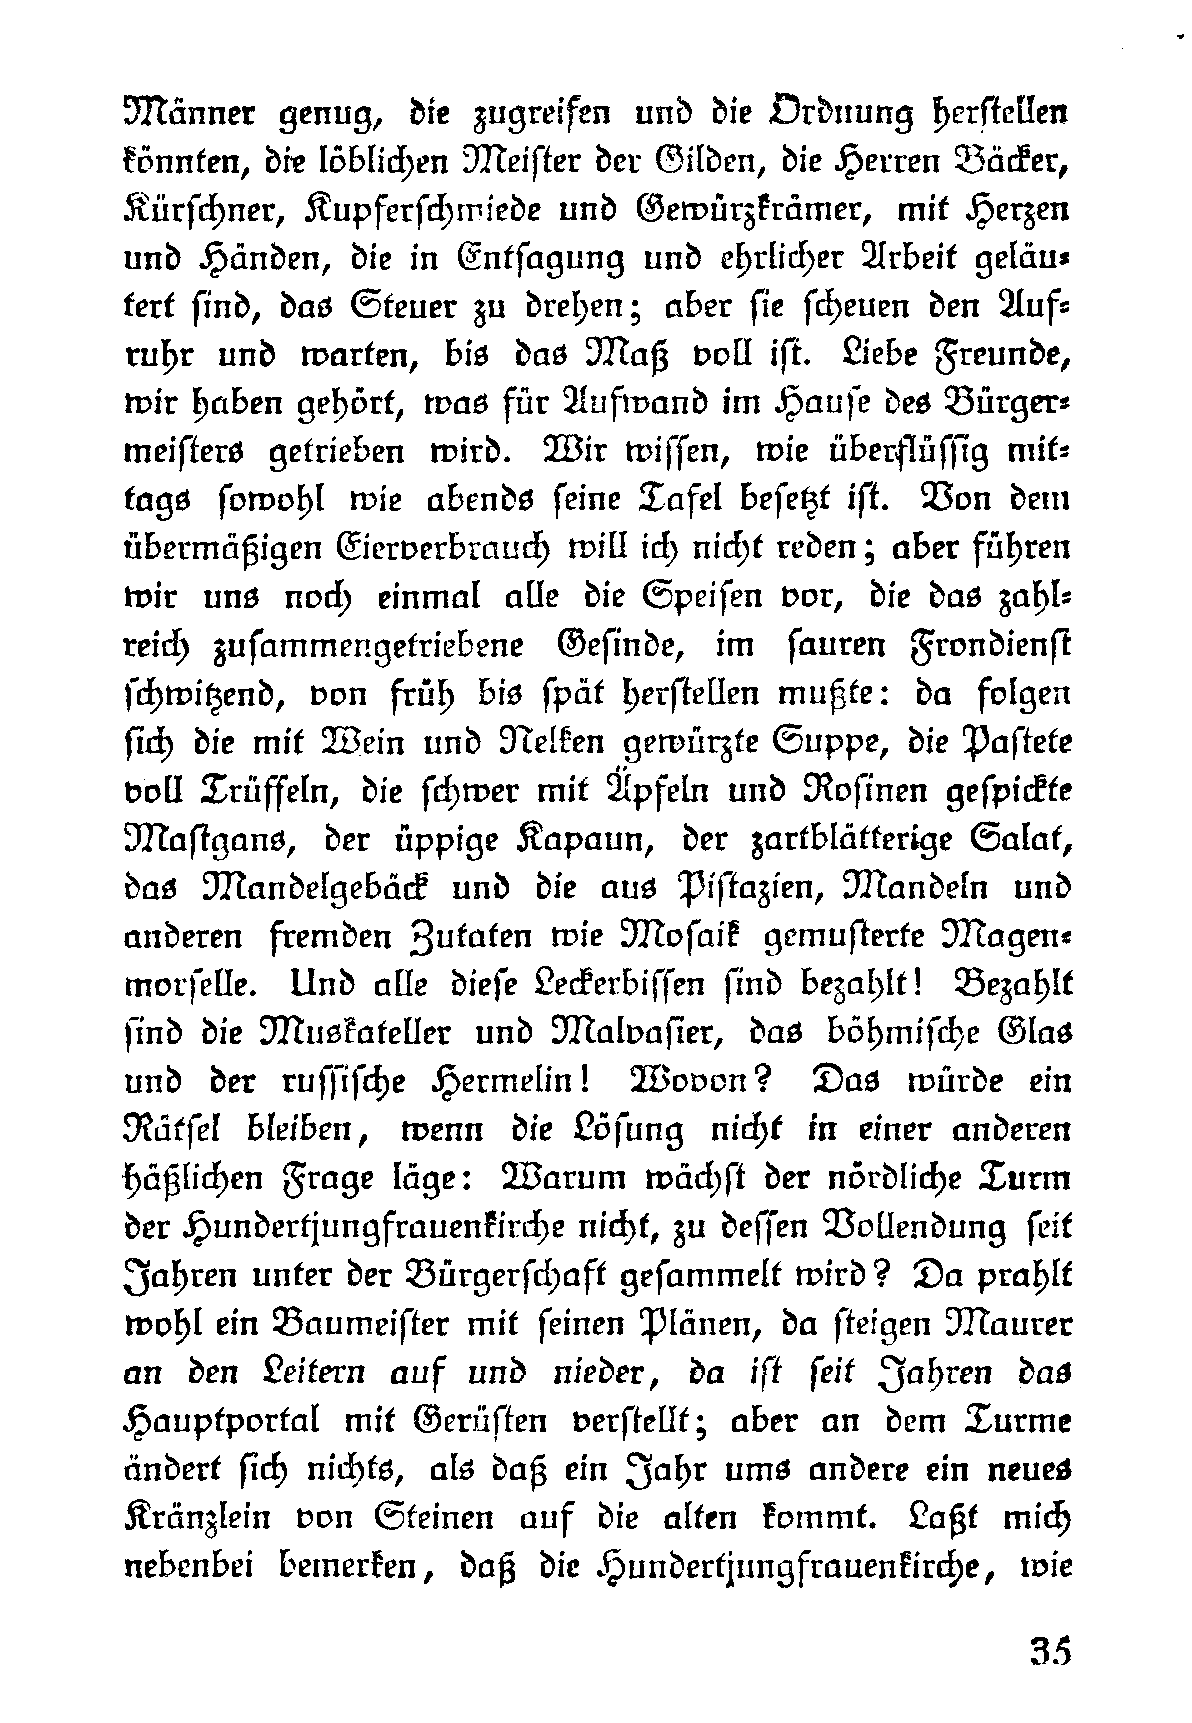 Männer genug, die zugreifen und die Ordnung herſtellen
könnten, die löblichen Meiſter der Gilden, die Herren Bäcker,
Kürſchner, Kupferſchmiede und Gewürzkrämer, mit Herzen
und Händen, die in Entſagung und ehrlicher Arbeit geläu⸗
tert ſind, das Steuer zu drehen; aber ſie ſcheuen den Auf⸗
ruhr und warten, bis das Maß voll iſt. Liebe Freunde,
wir haben gehört, was für Aufwand im Hauſe des Bürger⸗
meiſters getrieben wird. Wir wiſſen, wie überflüſſig mit⸗
tags ſowohl wie abends ſeine Tafel beſetzt iſt. Von dem
übermäßigen Eierverbrauch will ich nicht reden; aber führen
wir uns noch einmal alle die Speiſen vor, die das zahl⸗
reich zuſammengetriebene Geſinde, im ſauren Frondienſt
ſchwitzend, von früh bis ſpät herſtellen mußte: da folgen
ſich die mit Wein und Nelken gewürzte Suppe, die Paſtete
voll Trüffeln, die ſchwer mit Äpfeln und Roſinen geſpickte
Maſtgans, der üppige Kapaun, der zartblätterige Salat,
das Mandelgebäck und die aus Piſtazien, Mandeln und
anderen fremden Zutaten wie Moſaik gemuſterte Magen⸗
morſelle. Und alle dieſe Leckerbiſſen ſind bezahlt! Bezahlt
ſind die Muskateller und Malvaſier, das böhmiſche Glas
und der ruſſiſche Hermelin! Wovon? Das würde ein
Rätſel bleiben, wenn die Löſung nicht in einer anderen
häßlichen Frage läge: Warum wächſt der nördliche Turm
der Hundertjungfrauenkirche nicht, zu deſſen Vollendung ſeit
Jahren unter der Bürgerſchaft geſammelt wird? Da prahlt
wohl ein Baumeiſter mit ſeinen Plänen, da ſteigen Maurer
an den Leitern auf und nieder, da iſt ſeit Jahren das
Hauptportal mit Gerüſten verſtellt; aber an dem Turme
ändert ſich nichts, als daß ein Jahr ums andere ein neues
Kränzlein von Steinen auf die alten kommt. Laßt mich
nebenbei bemerken, daß die Hundertjungfrauenkirche, wie
35